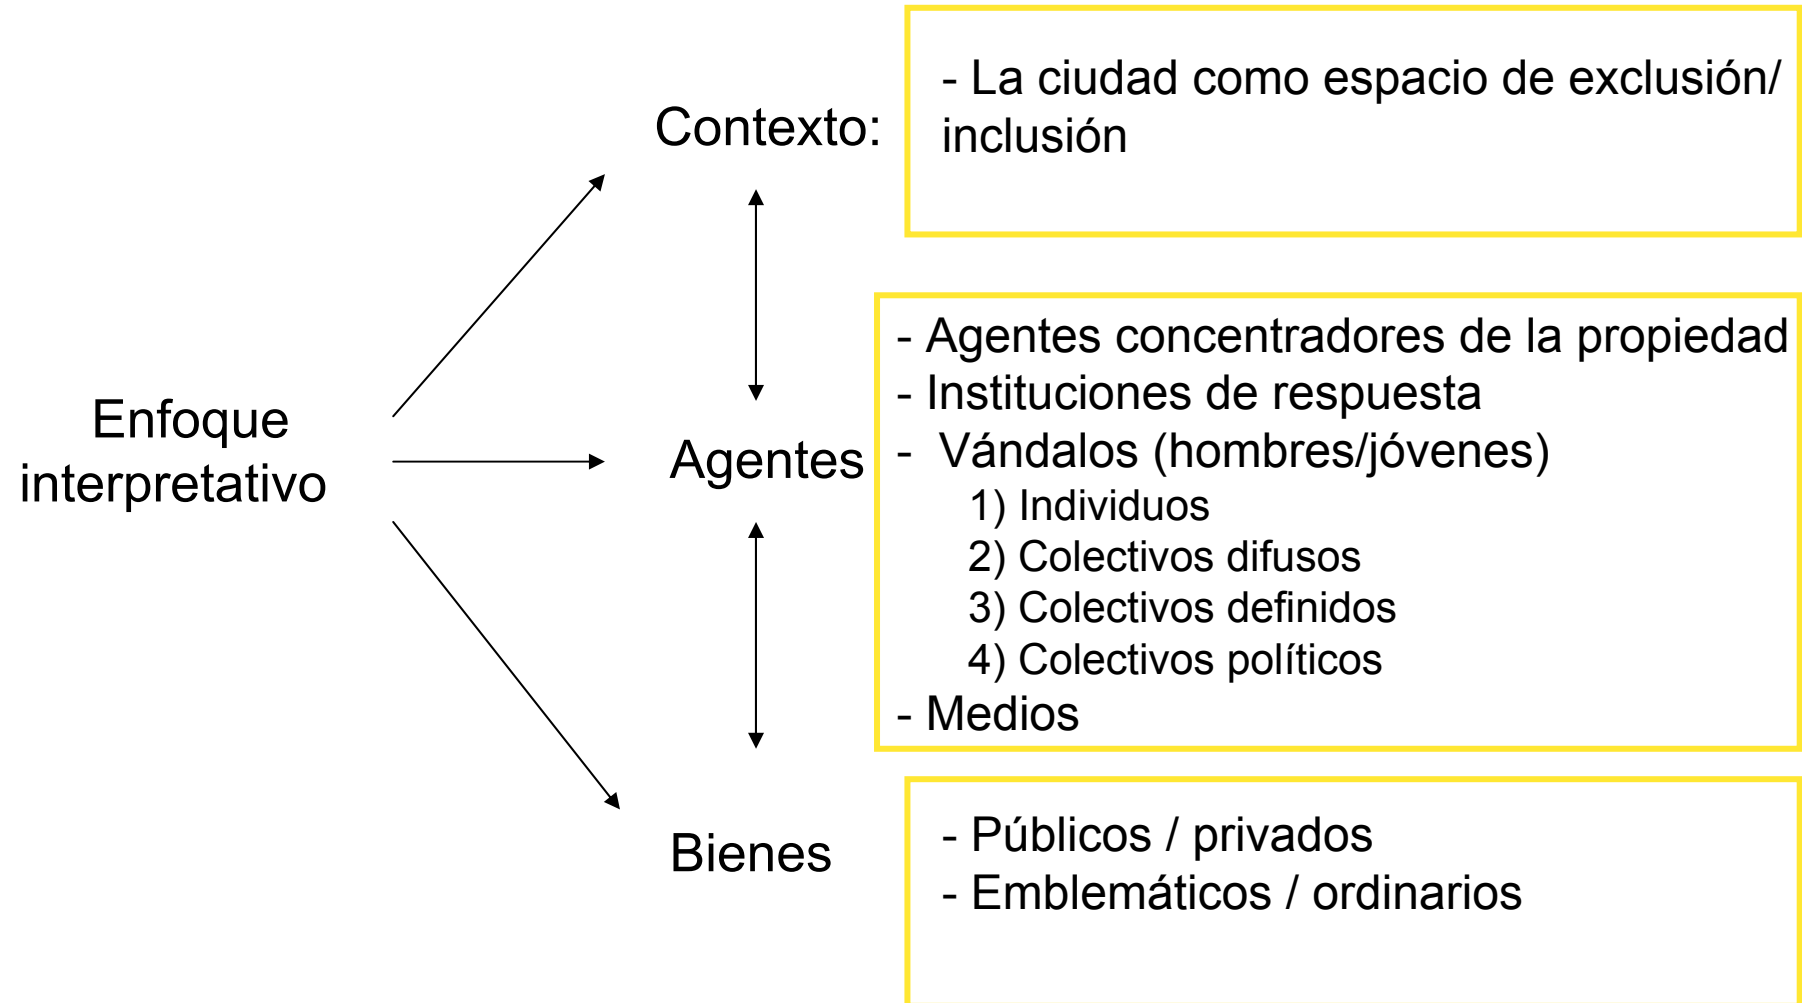 Enfoque
interpretativo
Contexto:
- La ciudad como espacio de exclusión/
inclusión
Agentes
- Agentes concentradores de la propiedad
- Instituciones de respuesta
- Vándalos (hombres/jóvenes)
1) Individuos
2) Colectivos difusos
3) Colectivos definidos
4) Colectivos políticos
- Medios
Bienes
- Públicos / privados
- Emblemáticos / ordinarios